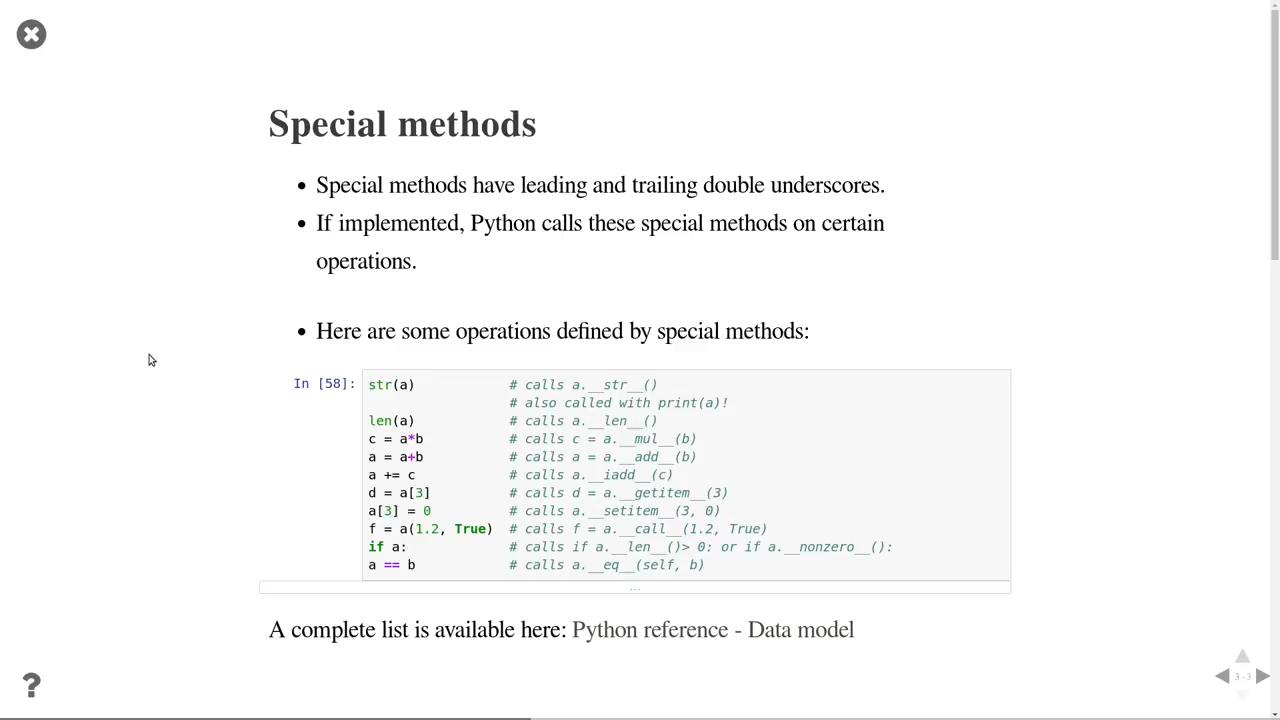 Special methods
• Special methods have leading and trailing double underscores.
• If implemented, Python calls these special methods on certain
operations.
• Here are some operations defined by special methods:
In [58]: str(a) # calls a.__str__()
# also called with print(a)!
len(a) # calls a.__len__()
c = a*b # calls c = a.__mul__(b)
a = a+b # calls a = a.__add__(b)
a += c # calls a.__iadd__(c)
d = a[3] # calls d = a.__getitem__(3)
a[3] = 0 # calls a.__setitem__(3, 0)
f = a(1.2, True) # calls f = a.__call__(1.2, True)
if a: # calls if a.__len__()> 0: or if a.__nonzero__():
a == b # calls a.__eq__(self, b)
...
A complete list is available here: Python reference - Data model
?
3 - 3